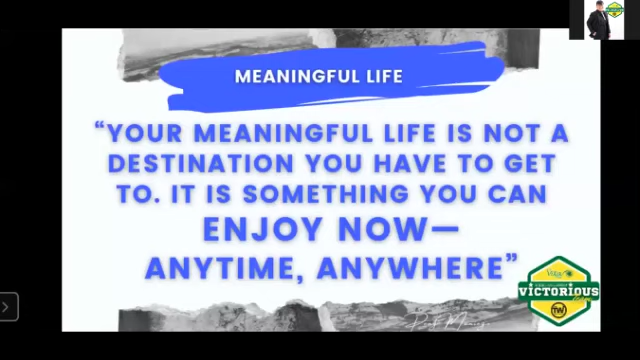 MEANINGFUL LIFE
“YOUR MEANINGFUL LIFE IS NOT A
DESTINATION YOU HAVE TO GET
TO. IT IS SOMETHING YOU CAN
ENJOY NOW—
ANYTIME, ANYWHERE”
VICTORIOUS
TW